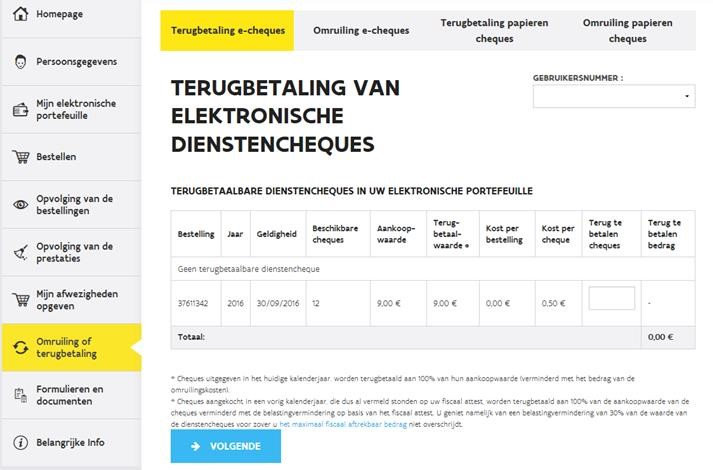 Homepage
Persoonsgegevens
Mijn elektronische
portefeuille
Bestellen
Opvolging van de
bestellingen
Opvolging van de
prestaties
Mijn afwezigheden
opgeven
Omruiling of
terugbetaling
Formulieren en
documenten
Belangrijke Info
Terugbetaling e-cheques
Omruiling e-cheques
Terugbetaling papieren
cheques
Omruiling papieren
cheques
TERUGBETALING VAN
ELEKTRONISCHE
DIENSTENCHEQUES
GEBRUIKERSNUMMER :
TERUGBETAALBARE DIENSTENCHEQUES IN UW ELEKTRONISCHE PORTEFEUILLE
Bestelling Jaar Geldigheid Beschikbare cheques Aankoop-waarde Terug-betaal-waarde * Kost per bestelling Kost per cheque Terug te betalen cheques Terug te betalen bedrag
Geen terugbetaalbare dienstencheque
37611342 2016 30/09/2016 12 9,00 € 9,00 € 0,00 € 0,50 € -
Totaal: 0,00 €
* Cheques uitgegeven in het huidige kalenderjaar, worden terugbetaald aan 100% van hun aankoopwaarde (verminderd met het bedrag van de
omruilingskosten).
* Cheques aangekocht in een vorig kalenderjaar, die dus al vermeld stonden op uw fiscaal attest, worden terugbetaald aan 100% van de aankoopwaarde van de
cheques verminderd met de belastingvermindering op basis van het fiscaal attest. U geniet namelijk van een belastingvermindering van 30% van de waarde van
de dienstencheques voor zover u het maximaal fiscaal aftrekbaar bedrag niet overschrijdt.
VOLGENDE